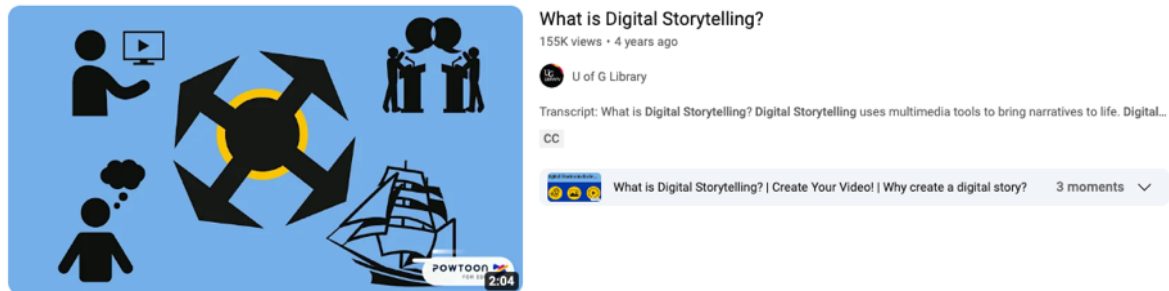 What is Digital Storytelling?
155K views • 4 years ago
U of G Library
Transcript: What is Digital Storytelling? Digital Storytelling uses multimedia tools to bring narratives to life. Digital...
CC
What is Digital Storytelling? | Create Your Video! | Why create a digital story?
3 moments
POWTOON
2:04